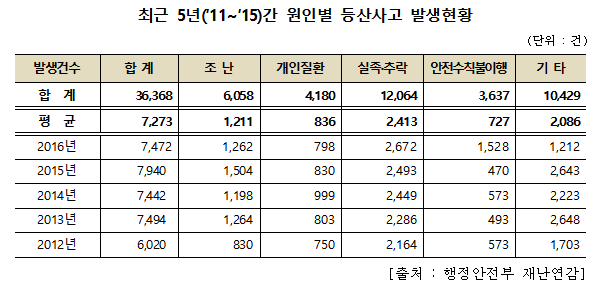 최근 5년('11~'15)간 원인별 등산사고 발생현황
(단위 : 건)
발생건수 합 계 조 난 개인질환 실족·추락 안전수칙불이행 기 타
합 계 36,368 6,058 4,180 12,064 3,637 10,429
평 균 7,273 1,211 836 2,413 727 2,086
2016년 7,472 1,262 798 2,672 1,528 1,212
2015년 7,940 1,504 830 2,493 470 2,643
2014년 7,442 1,198 999 2,449 573 2,223
2013년 7,494 1,264 803 2,286 493 2,648
2012년 6,020 830 750 2,164 573 1,703
[출처 : 행정안전부 재난연감]